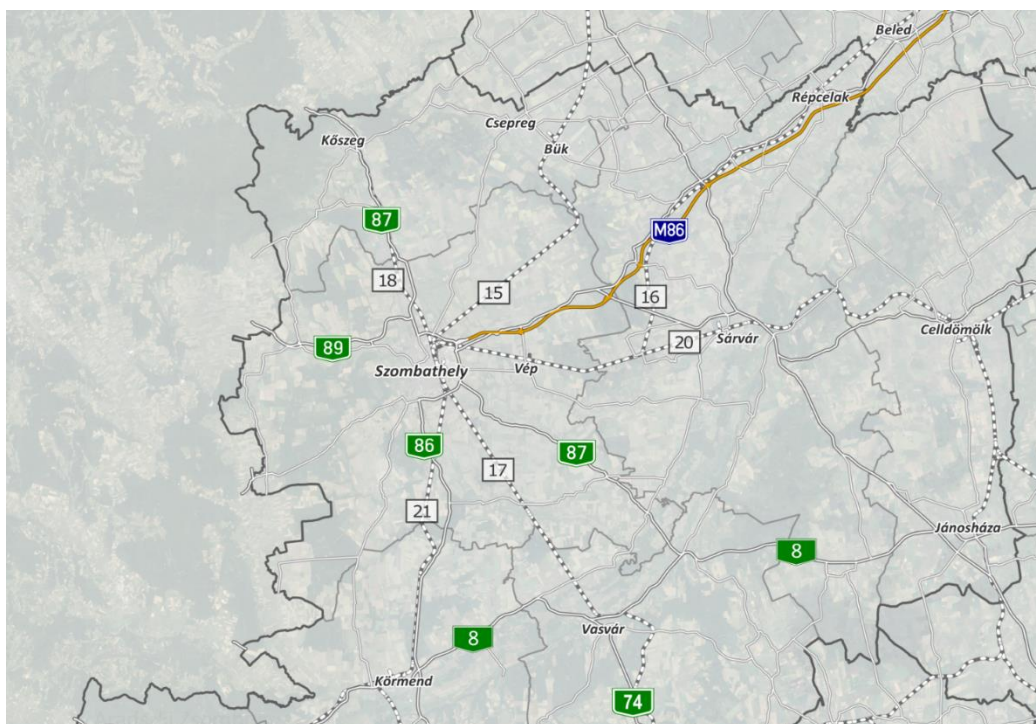 Beled
Répcelak
Csepreg
Kőszeg
Bük
87
M86
18
15
16
Celldömölk
89
20
Sárvár
Szombathely
Vép
86
87
17
21
Jánosháza
8
Vasvár
8
Körmend
74